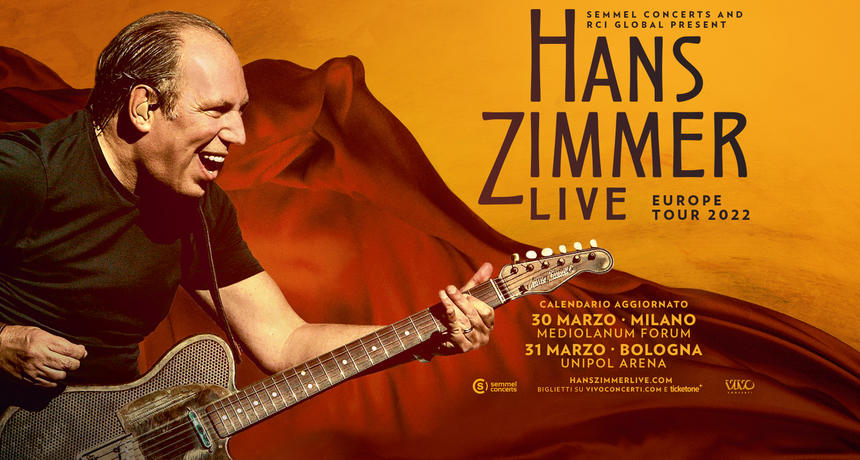 SEMMEL CONCERTS AND
RCI GLOBAL PRESENT
HANS
ZIMMER
LIVE
EUROPE
TOUR 2022
CALENDARIO AGGIORNATO
30 MARZO · MILANO
MEDIOLANUM FORUM
31 MARZO · BOLOGNA
UNIPOL ARENA
HANSZIMMERLIVE.COM
BIGLIETTI SU VIVOCONCERTI.COM E ticketone
semmel
concerts
VIVO
CONCERTI